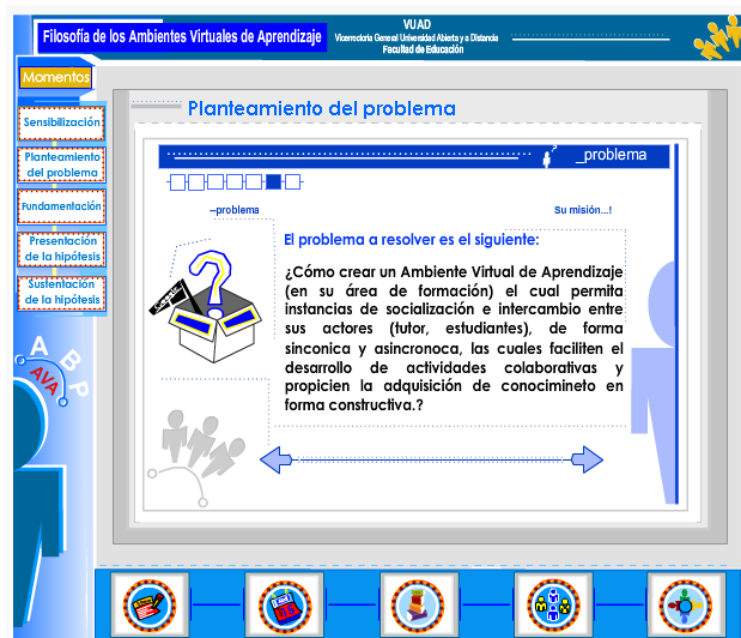 VUAD
Filosofía de los Ambientes Virtuales de Aprendizaje
Vicerrectoria General Universidad Abierta y a Distancia
Facultad de Educación
Momentos
Sensibilización
Planteamiento
del problema
Fundamentación
Presentación
de la hipótesis
Sustentación
de la hipótesis
A B P
AVA
Planteamiento del problema
_problema
--problema
Su misión...!
El problema a resolver es el siguiente:
¿Cómo crear un Ambiente Virtual de Aprendizaje
(en su área de formación) el cual permita
instancias de socialización e intercambio entre
sus actores (tutor, estudiantes), de forma
sinconica y asincronoca, las cuales faciliten el
desarrollo de actividades colaborativas y
propicien la adquisición de conocimineto en
forma constructiva.?